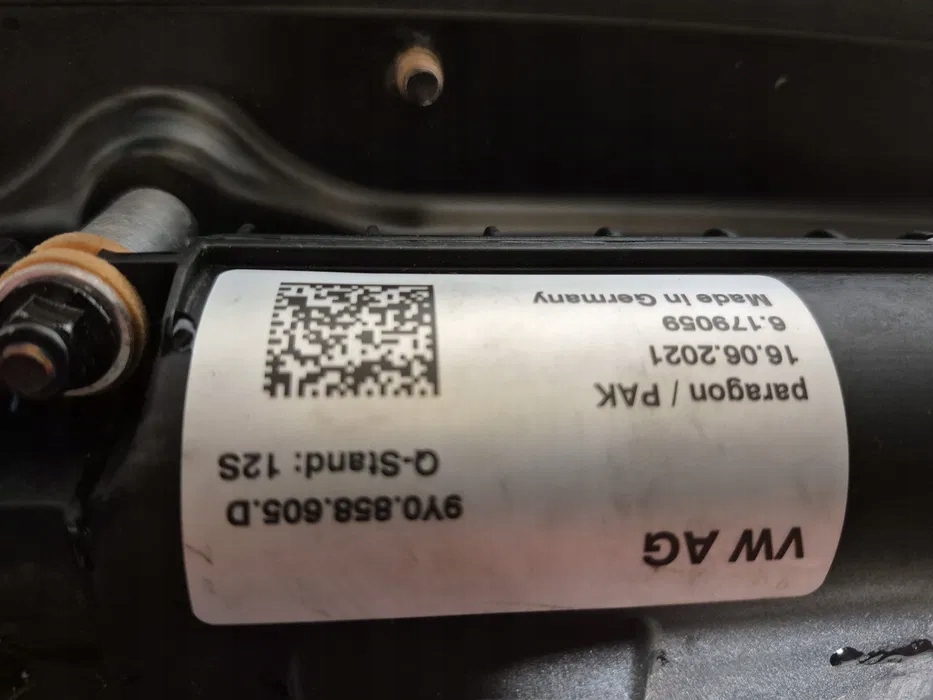 VW AG
9Y0.858.605.D
Q-Stand: 12S
paragon / PAK
16.06.2021
6.179059
Made in Germany